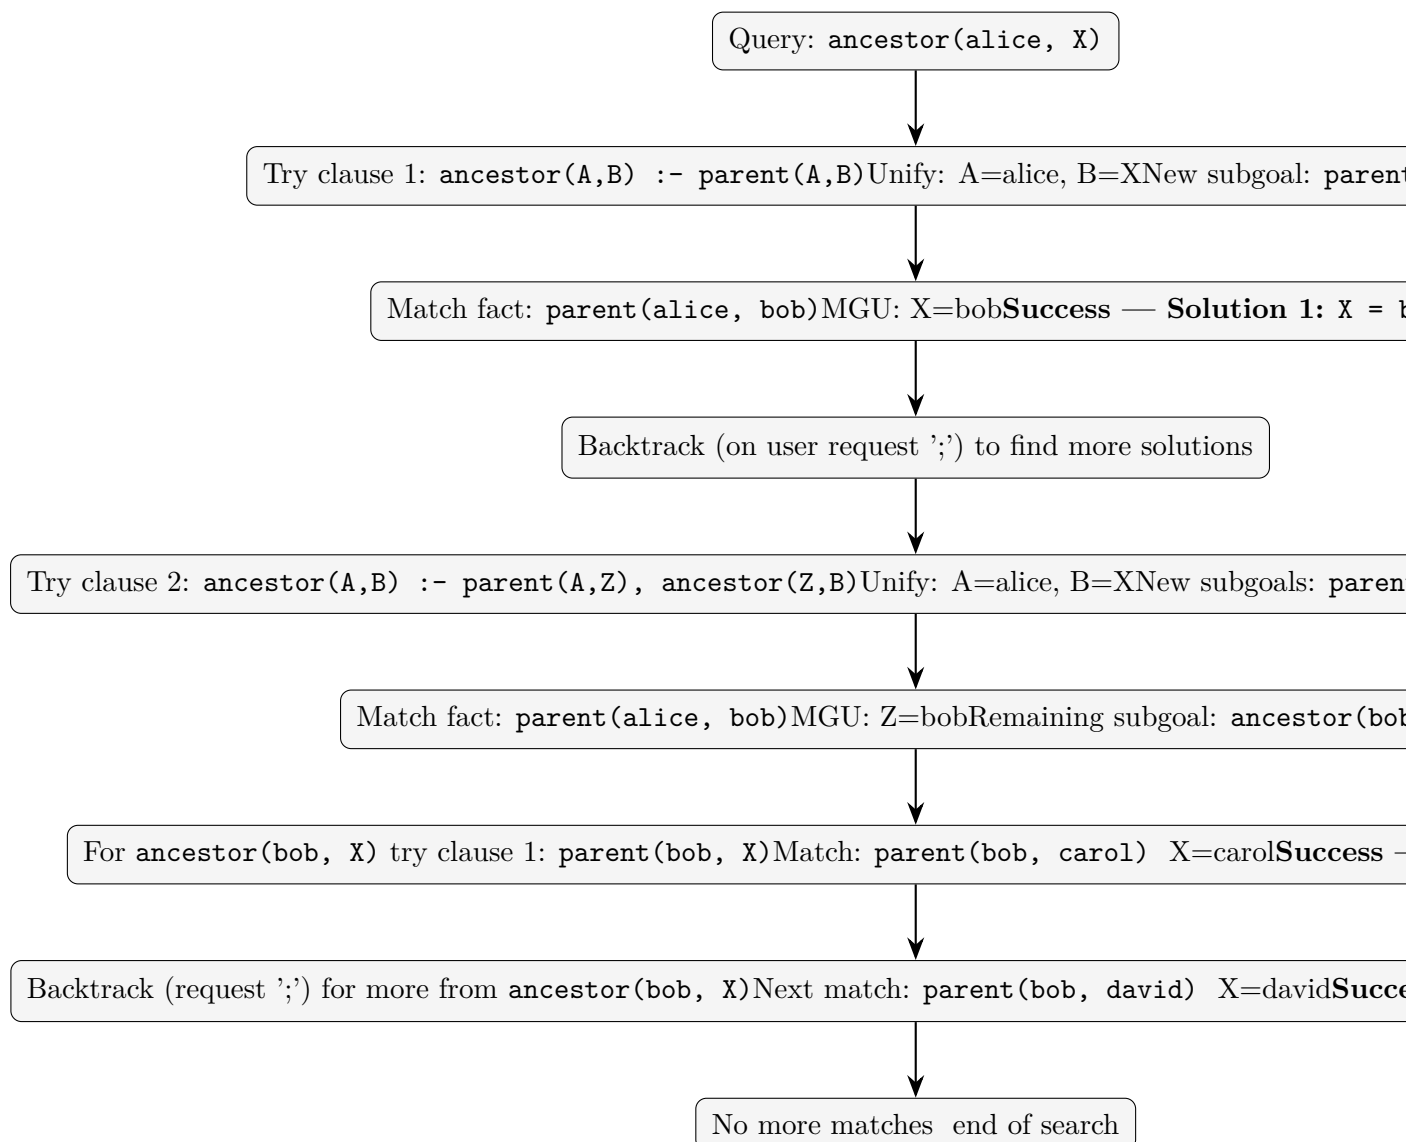 Query: ancestor(alice, X)
Try clause 1: ancestor(A,B) :- parent(A,B)Unify: A=alice, B=XNew subgoal: parent
Match fact: parent(alice, bob)MGU: X=bobSuccess — Solution 1: X = b
Backtrack (on user request ';') to find more solutions
Try clause 2: ancestor(A,B) :- parent(A,Z), ancestor(Z,B)Unify: A=alice, B=XNew subgoals: paren
Match fact: parent(alice, bob)MGU: Z=bobRemaining subgoal: ancestor(bob
For ancestor(bob, X) try clause 1: parent(bob, X)Match: parent(bob, carol) X=carolSuccess –
Backtrack (request ';') for more from ancestor(bob, X)Next match: parent(bob, david) X=davidSucce
No more matches end of search